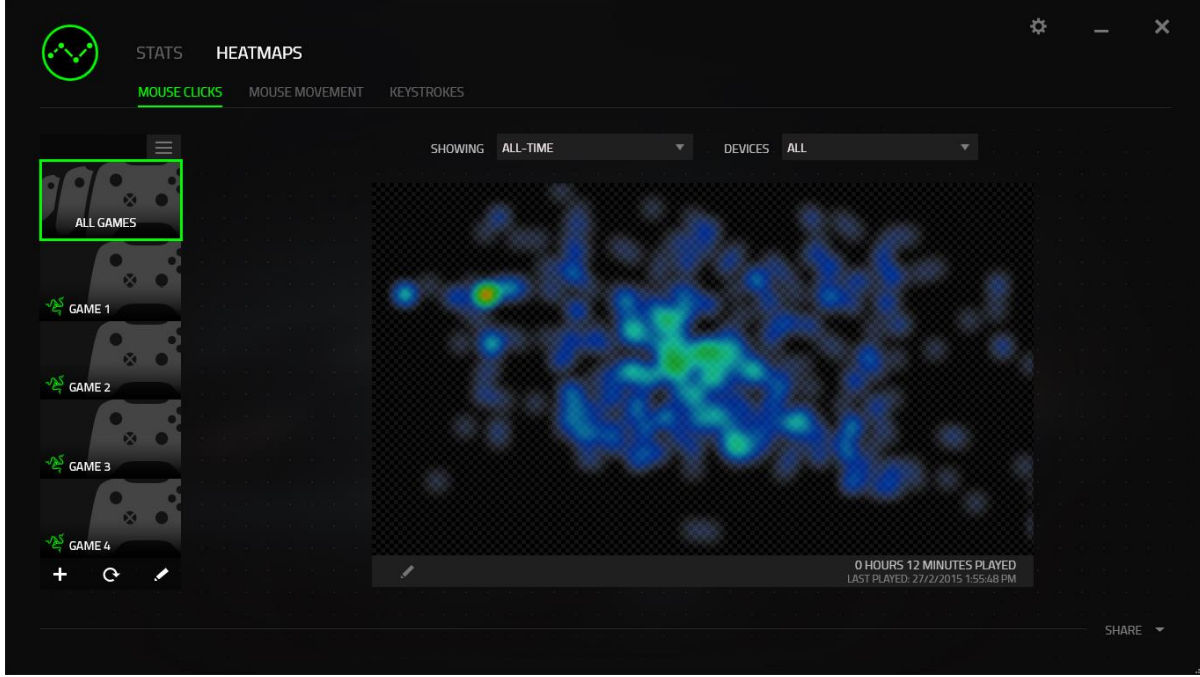 STATS HEATMAPS
MOUSE CLICKS MOUSE MOVEMENT KEYSTROKES
SHOWING ALL-TIME DEVICES ALL
ALL GAMES
GAME 1
GAME 2
GAME 3
GAME 4
0 HOURS 12 MINUTES PLAYED
LAST PLAYED: 27/2/2015 1:55:48 PM
SHARE